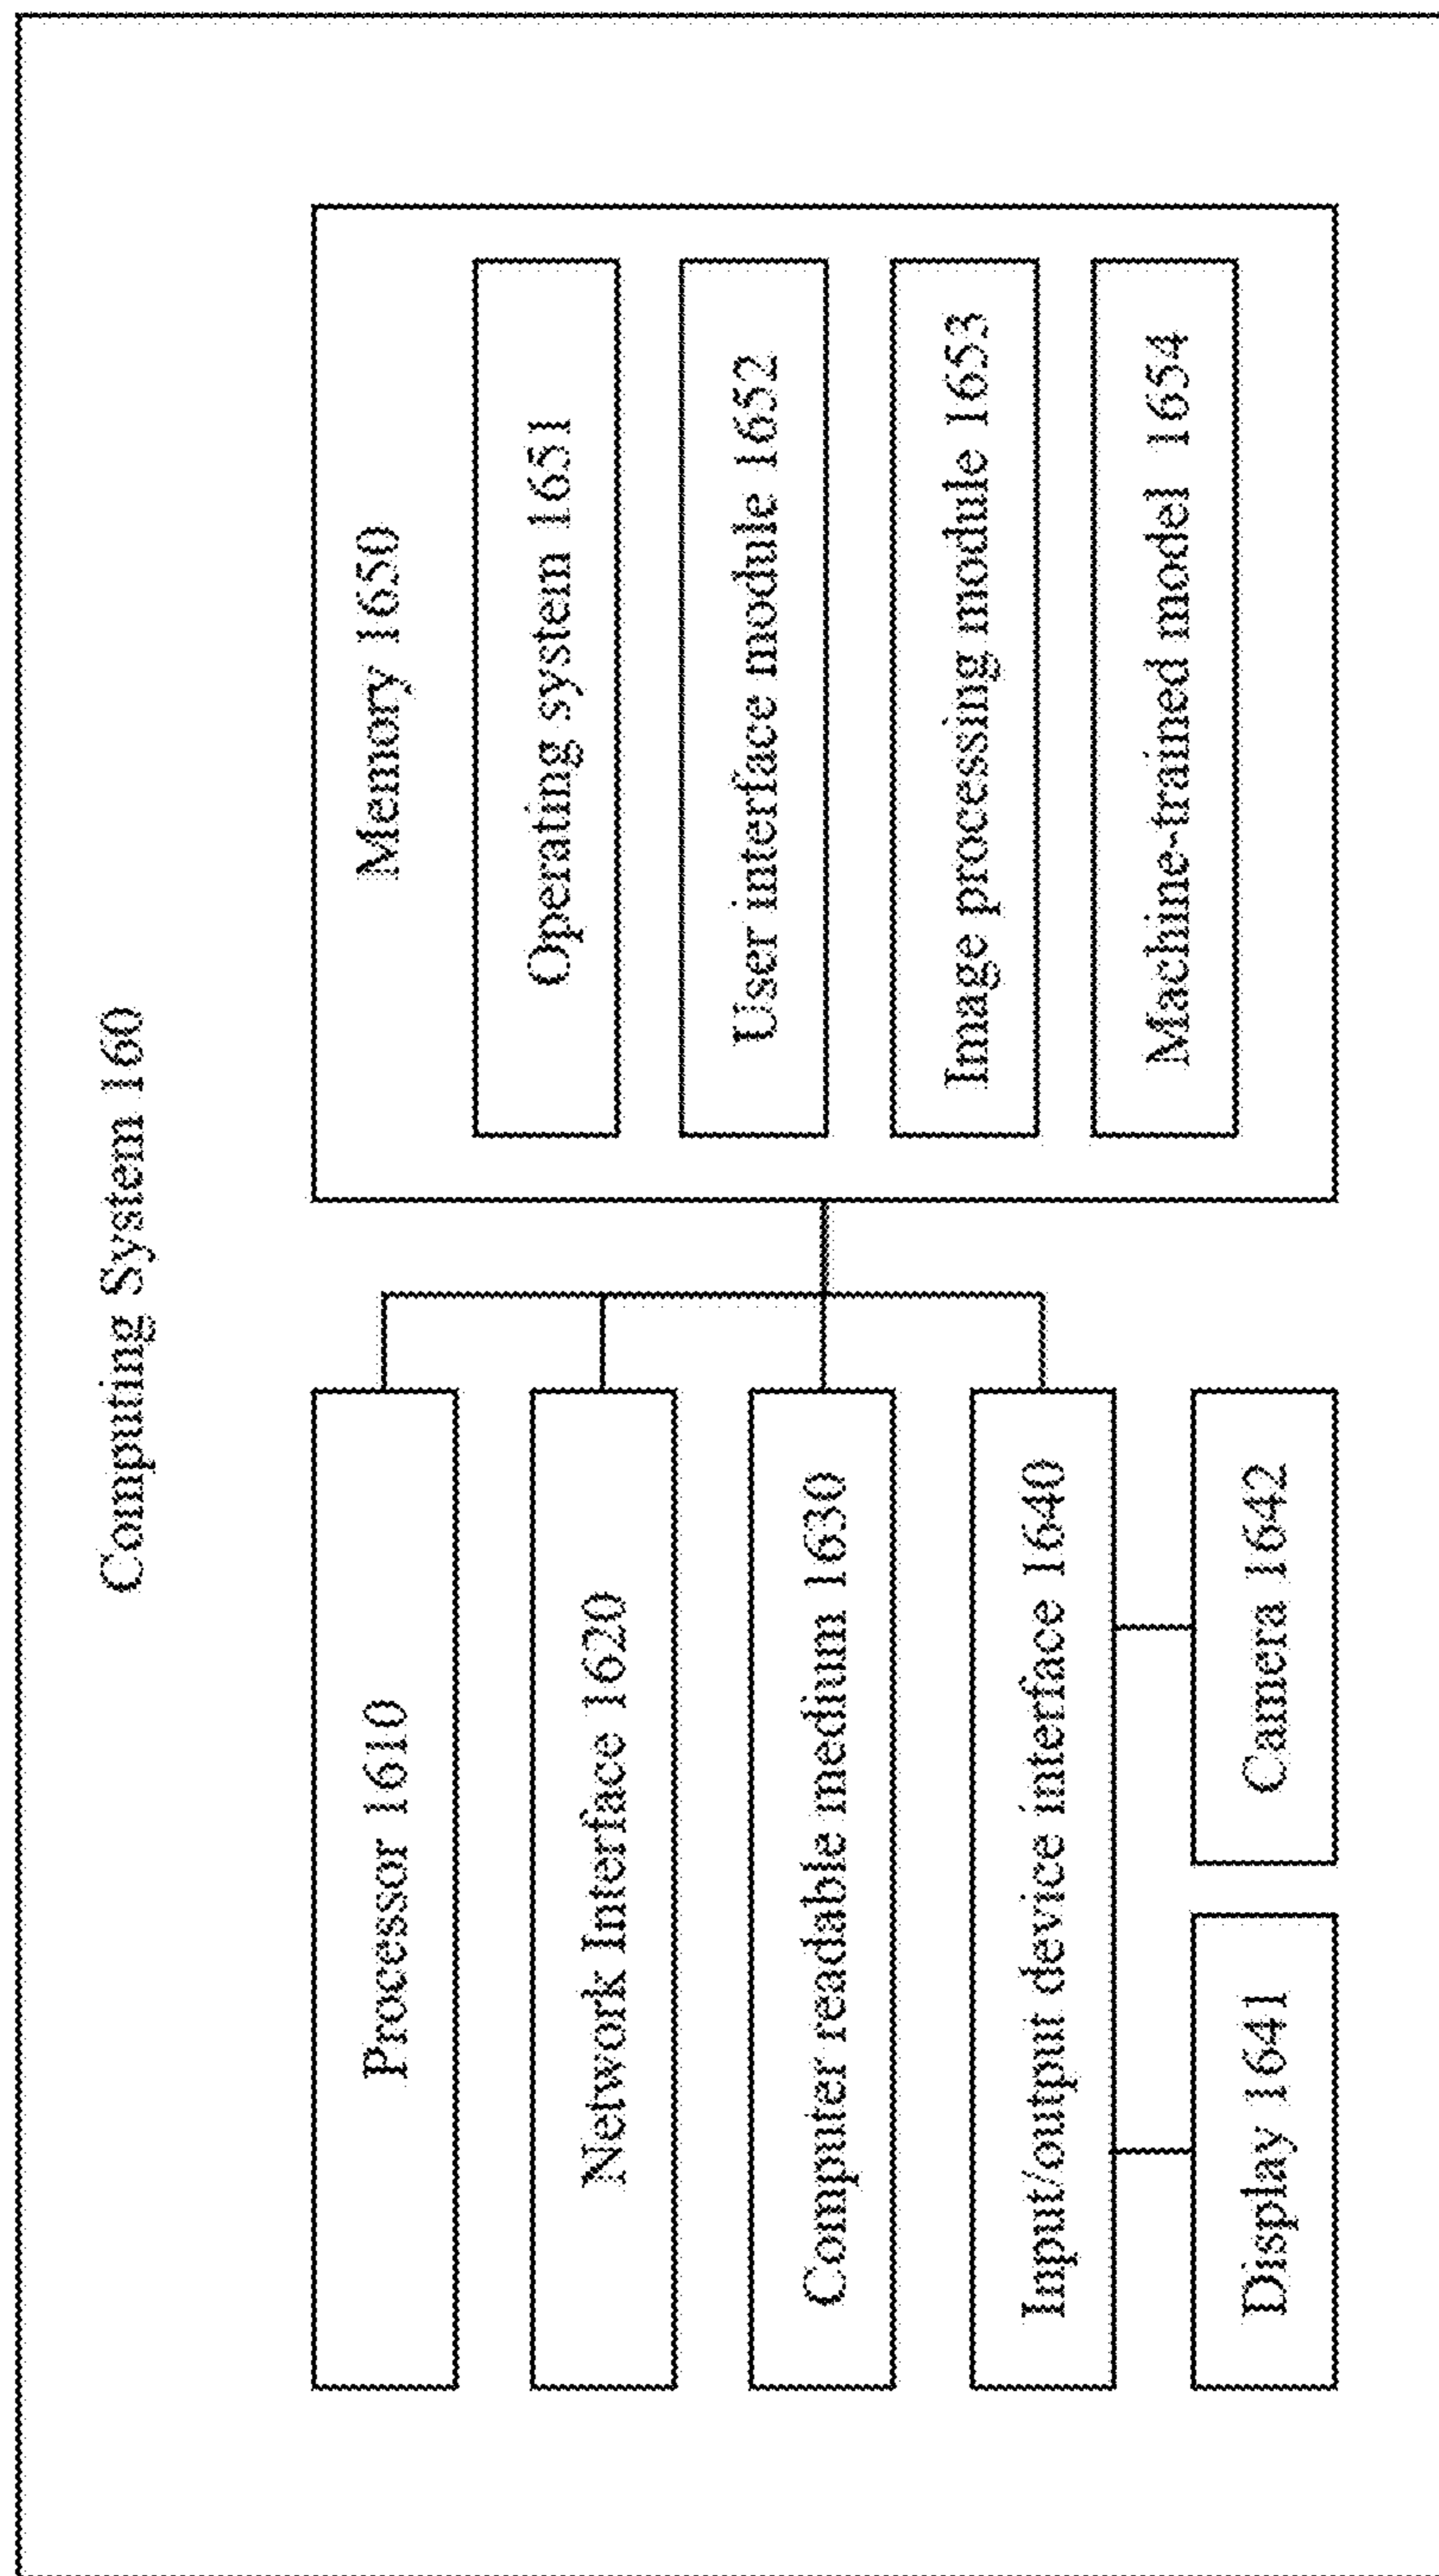 Computing System 160
Processor 1610
Network Interface 1620
Computer readable medium 1630
Input/output device interface 1640
Display 1641
Camera 1642
Memory 1650
Operating system 1651
User interface module 1652
Image processing module 1653
Machine-trained model 1654